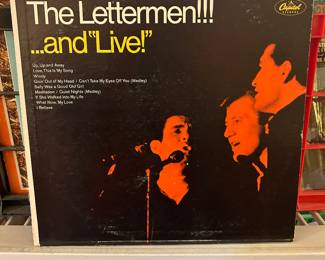 The Lettermen!!!
...and "Live!"
Capitol
Up, Up and Away
Love, This Is My Song
Windy
Goin' Out of My Head / Can't Take My Eyes Off You (Medley)
Sally Was a Good Old Girl
Meditation / Quiet Nights (Medley)
If She Walked Into My Life
What Now, My Love
I Believe